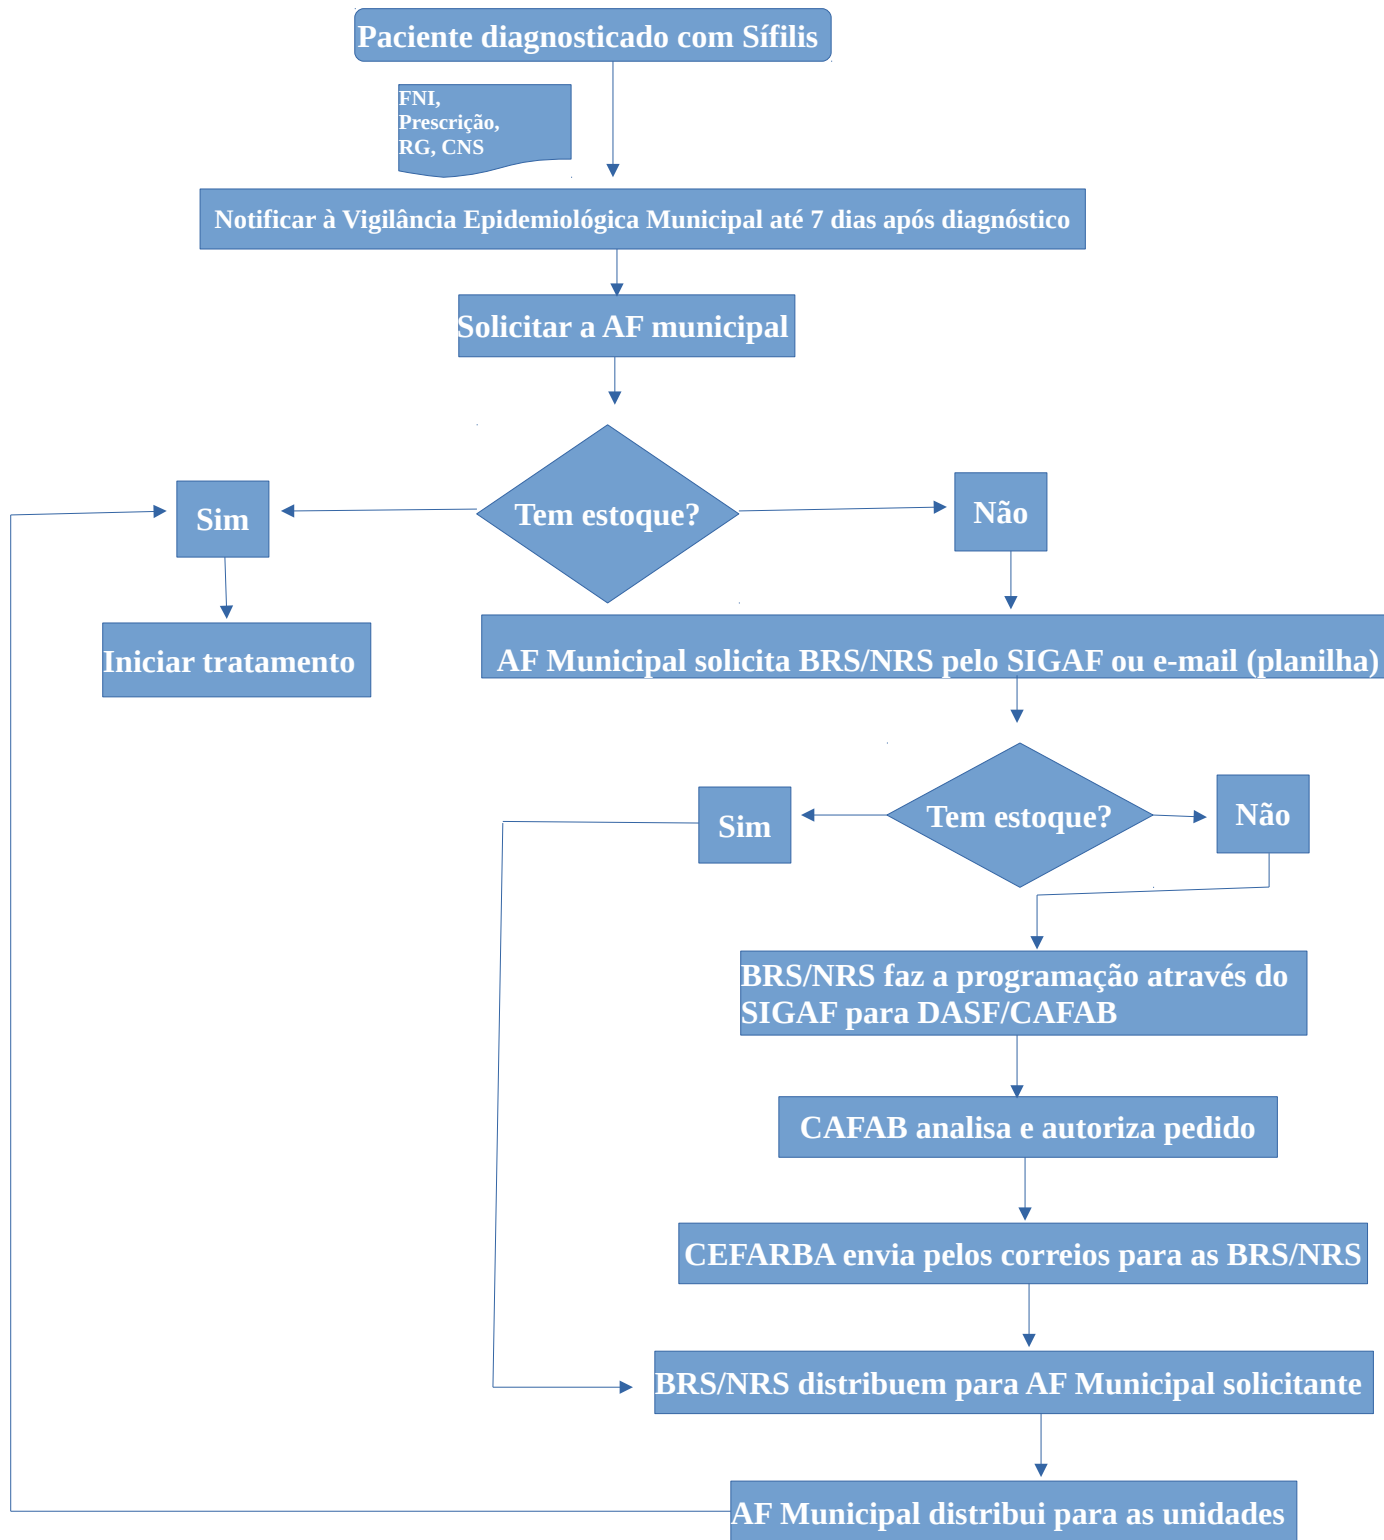 Paciente diagnosticado com Sífilis
FNI,
Prescrição,
RG, CNS
Notificar à Vigilância Epidemiológica Municipal até 7 dias após diagnóstico
Solicitar a AF municipal
Tem estoque?
Sim
Não
Iniciar tratamento
AF Municipal solicita BRS/NRS pelo SIGAF ou e-mail (planilha)
Tem estoque?
Sim
Não
BRS/NRS faz a programação através do
SIGAF para DASF/CAFAB
CAFAB analisa e autoriza pedido
CEFARBA envia pelos correios para as BRS/NRS
BRS/NRS distribuem para AF Municipal solicitante
AF Municipal distribui para as unidades